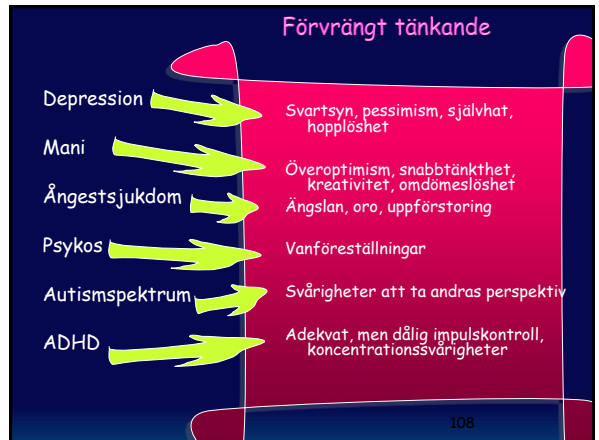 Förvrängt tänkande
Depression
Svartsyn, pessimism, självhat,
hopplöshet
Mani
Överoptimism, snabbtänkthet,
kreativitet, omdömeslöshet
Ångestsjukdom
Ängslan, oro, uppförstoring
Psykos
Vanföreställningar
Autismspektrum
Svårigheter att ta andras perspektiv
ADHD
Adekvat, men dålig impulskontroll,
koncentrationssvårigheter
108